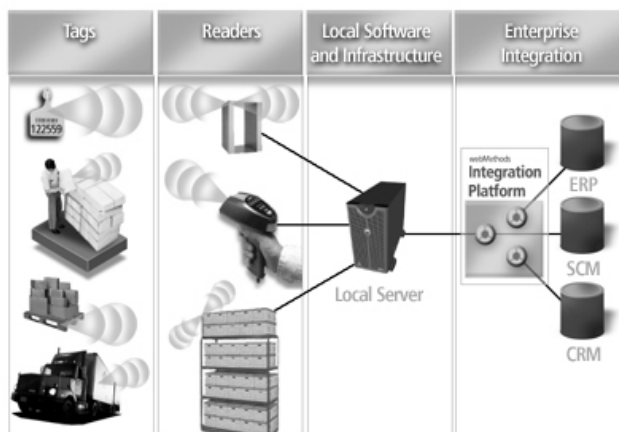 Tags
Readers
Local Software
and Infrastructure
Enterprise
Integration
122559
webMethods
Integration
Platform
ERP
Local Server
SCM
CRM